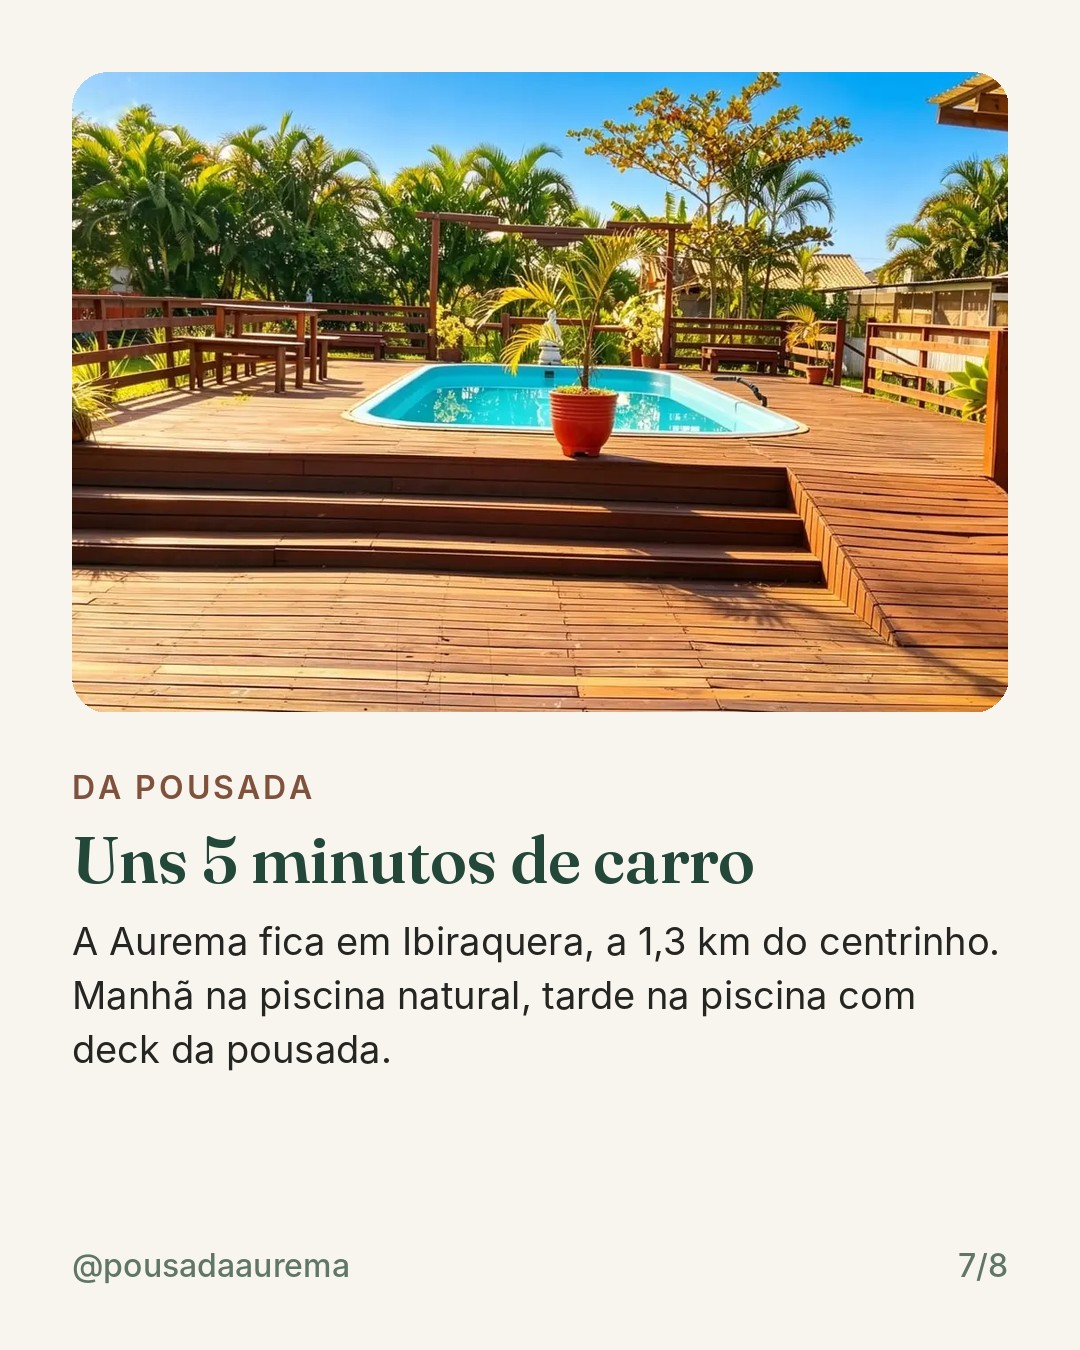 DA POUSADA
Uns 5 minutos de carro
A Aurema fica em Ibiraquera, a 1,3 km do centrinho.
Manhã na piscina natural, tarde na piscina com
deck da pousada.
@pousadaaurema
7/8